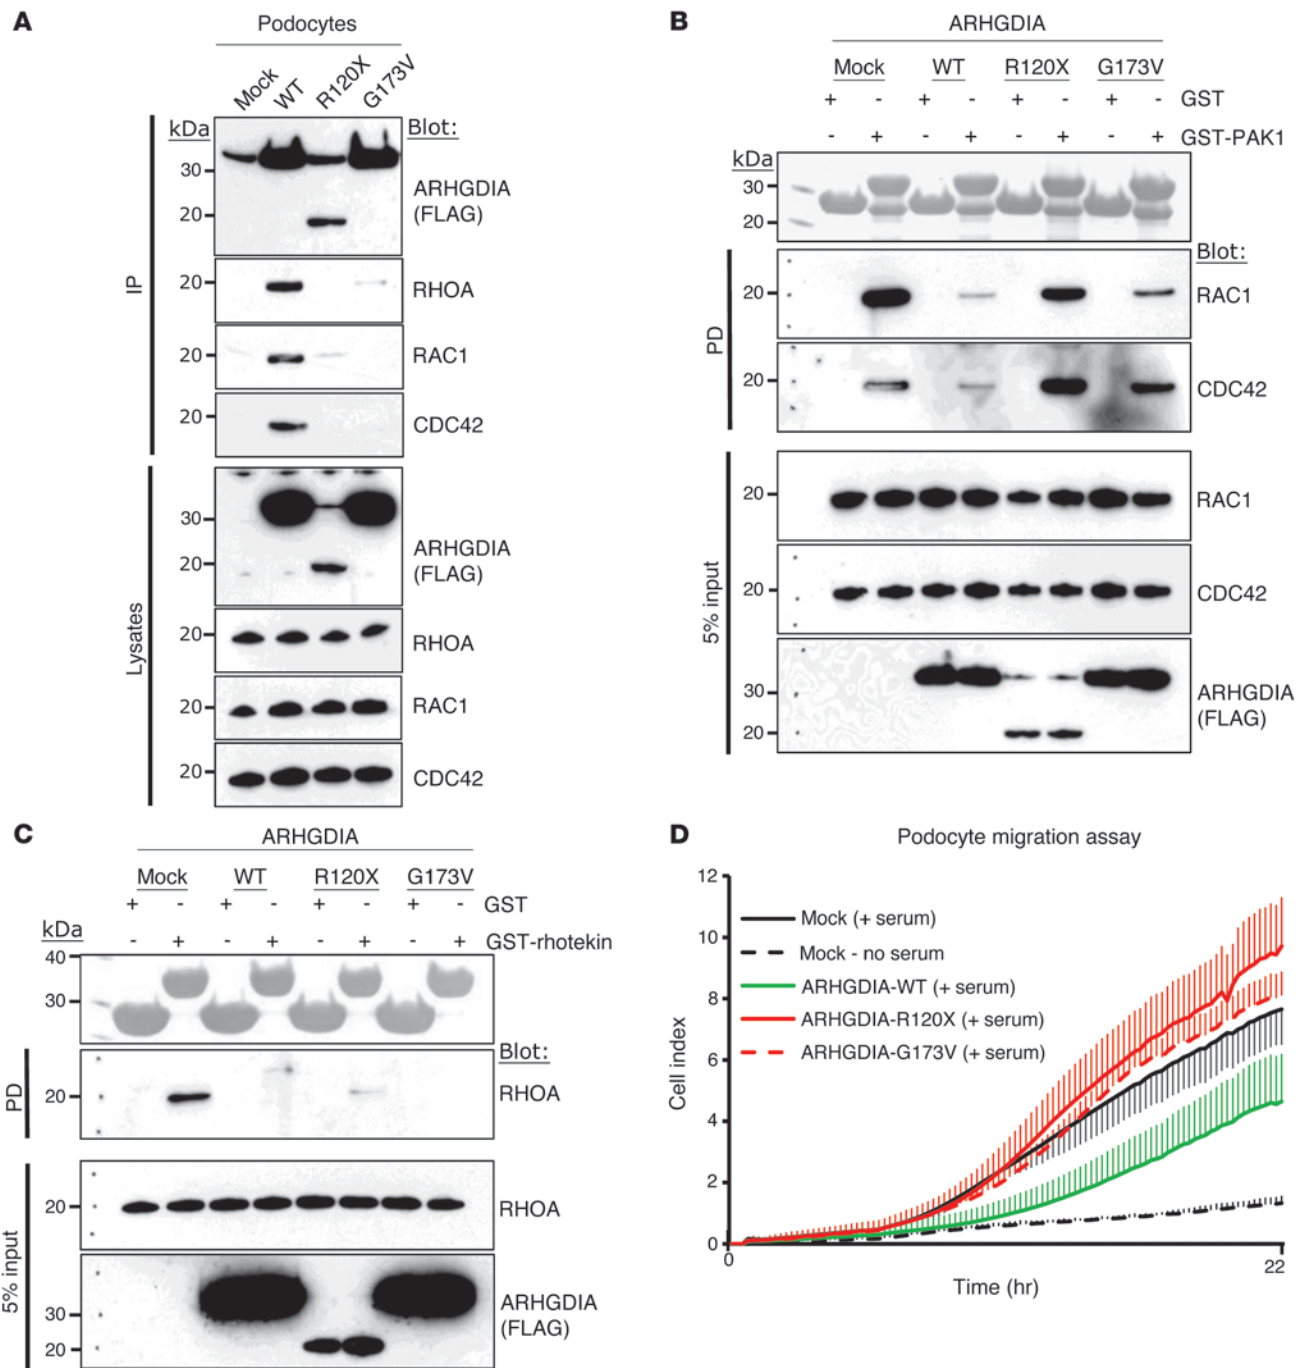 A
Podocytes
Mock WT R120X G173V
kDa Blot:
30
20
ARHGDIA
(FLAG)
IP
20 RHOA
20 RAC1
20 CDC42
Lysates
30
20
ARHGDIA
(FLAG)
20 RHOA
20 RAC1
20 CDC42
B
ARHGDIA
Mock WT R120X G173V
+ - + - + - + - GST
- + - + - + - + GST-PAK1
kDa
30
20
Blot:
PD
20 RAC1
20 CDC42
5% input
20 RAC1
20 CDC42
30
20
ARHGDIA
(FLAG)
C
ARHGDIA
Mock WT R120X G173V
+ - + - + - + - GST
- + - + - + - + GST-rhotekin
kDa
40
30
Blot:
PD
20 RHOA
5% input
20 RHOA
30
20
ARHGDIA
(FLAG)
D
Podocyte migration assay
12
10
8
6
4
2
0
Cell index
Mock (+ serum)
Mock - no serum
ARHGDIA-WT (+ serum)
ARHGDIA-R120X (+ serum)
ARHGDIA-G173V (+ serum)
0 22
Time (hr)